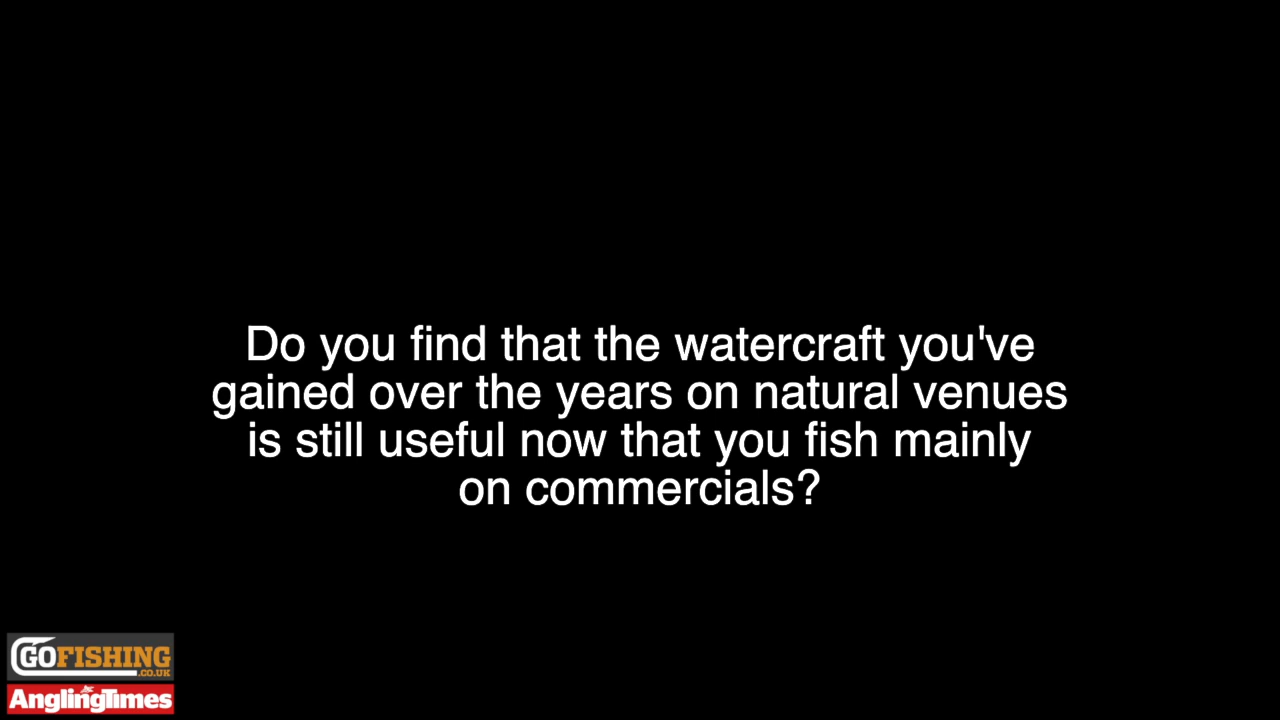 Do you find that the watercraft you've
gained over the years on natural venues
is still useful now that you fish mainly
on commercials?
GOFISHING
.CO.UK
AnglingTimes